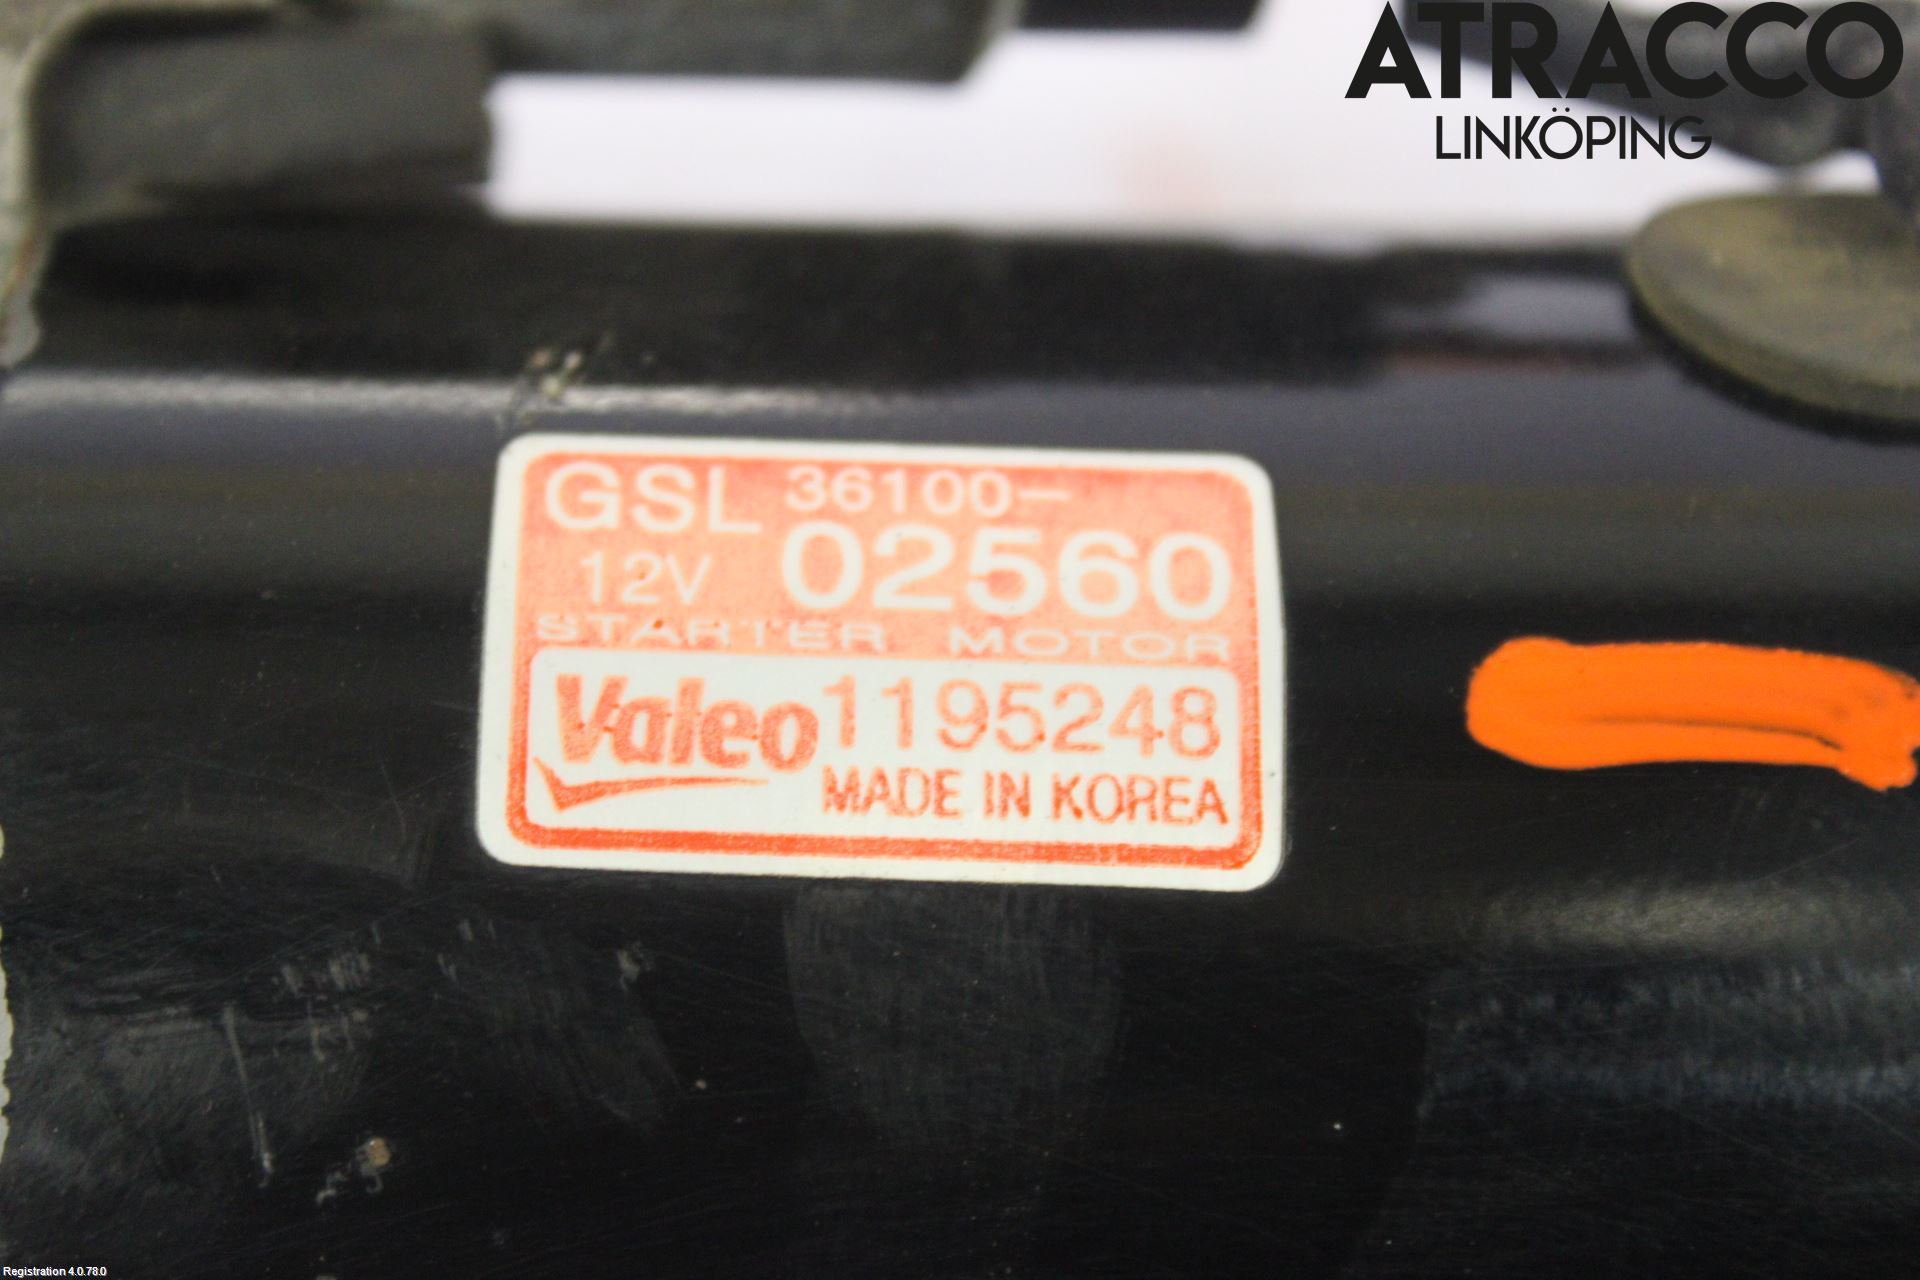 ATRACCO
LINKÖPING
GSL 36100-
12V 02560
STARTER MOTOR
Valeo 1195248
MADE IN KOREA
Registration 4.0.78.0